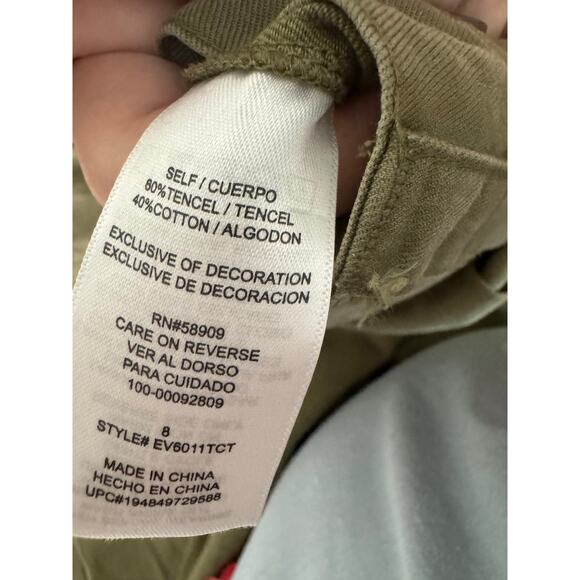 SELF / CUERPO
60%TENCEL / TENCEL
40%COTTON / ALGODON
EXCLUSIVE OF DECORATION
EXCLUSIVE DE DECORACION
RN#58909
CARE ON REVERSE
VER AL DORSO
PARA CUIDADO
100-00092809
8
STYLE# EV6011TCT
MADE IN CHINA
HECHO EN CHINA
UPC#194849729588